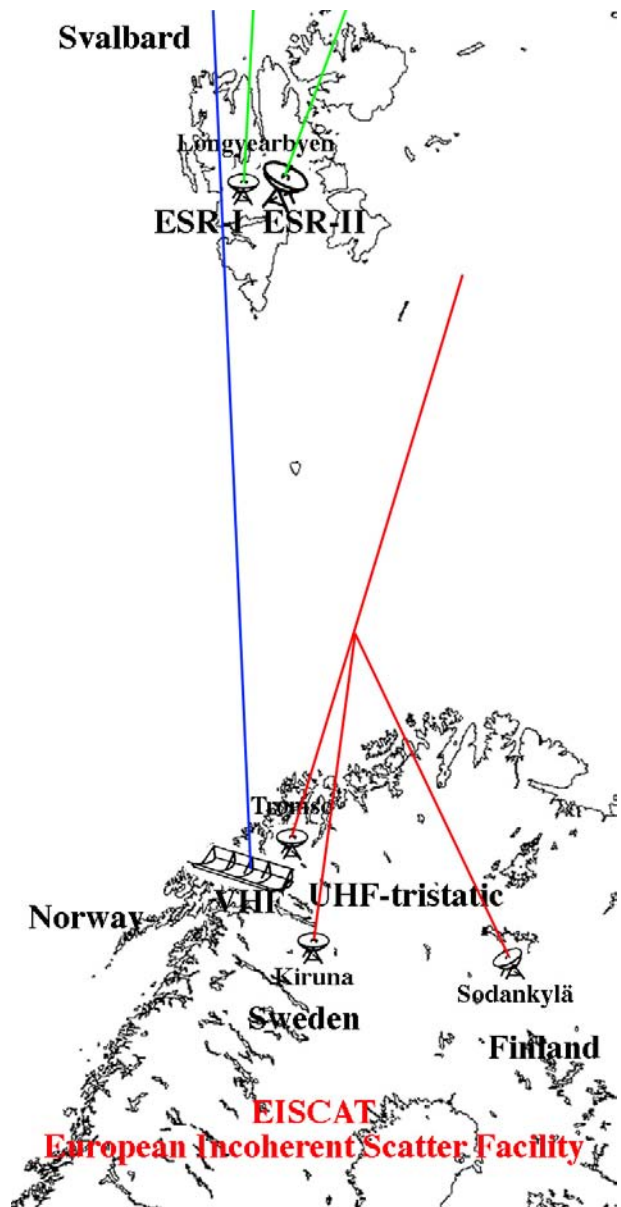 Svalbard
Longyearbyen
ESR-I ESR-II
Tromsø
VHF UHF-tristatic
Norway
Kiruna
Sodankylä
Sweden
Finland
EISCAT
European Incoherent Scatter Facility